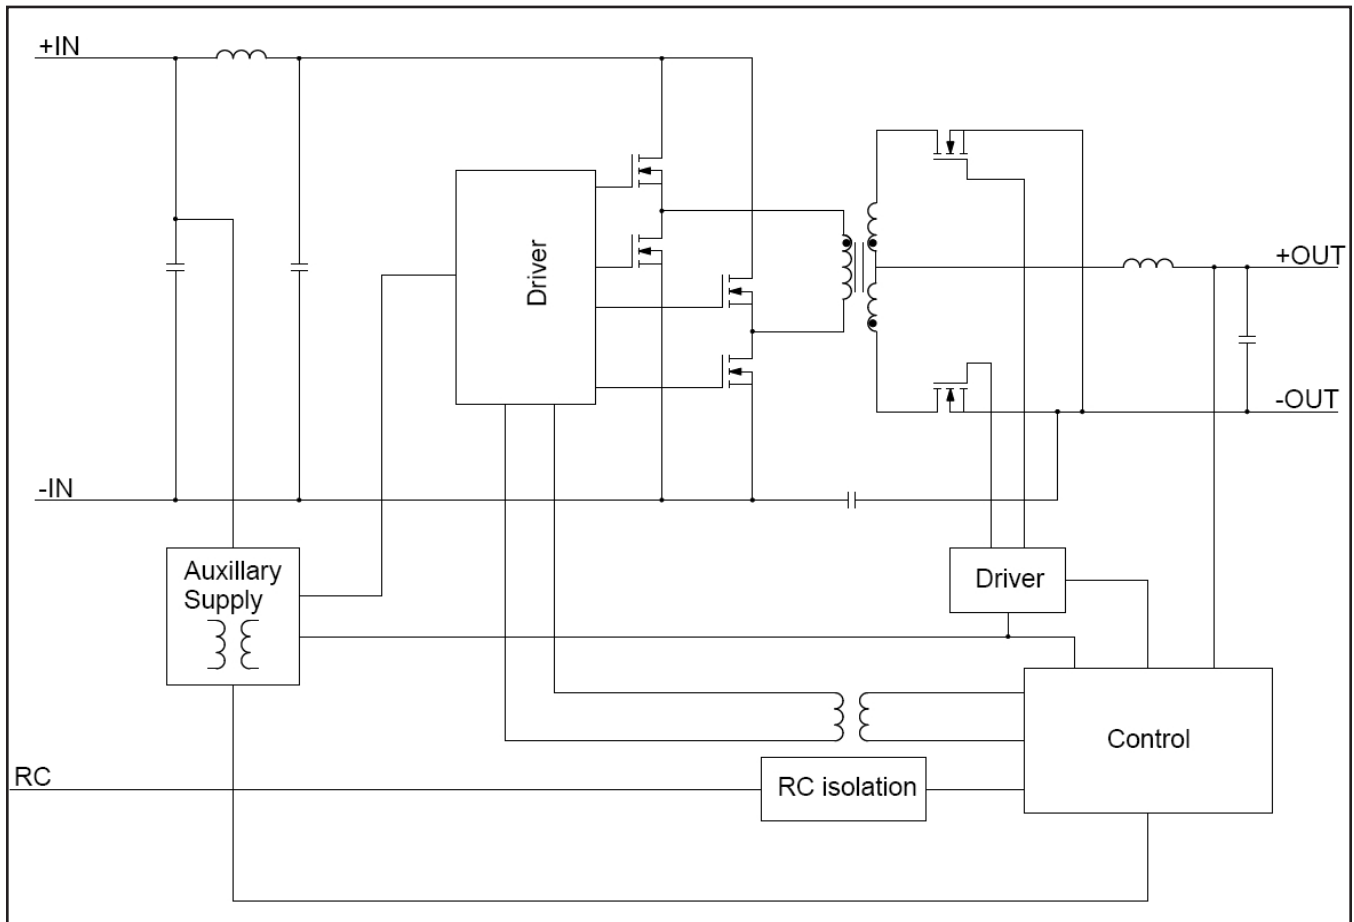 +IN
Driver
+OUT
-OUT
-IN
Auxillary
Supply
Driver
Control
RC
RC isolation